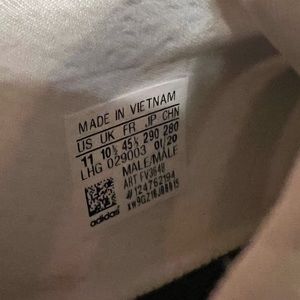 MADE IN VIETNAM
US UK FR JP CHN
11 10½ 45⅓ 290 280
LHG 029003 01/20
MALE/MALE
ART FV3648
4U124762194
adidas